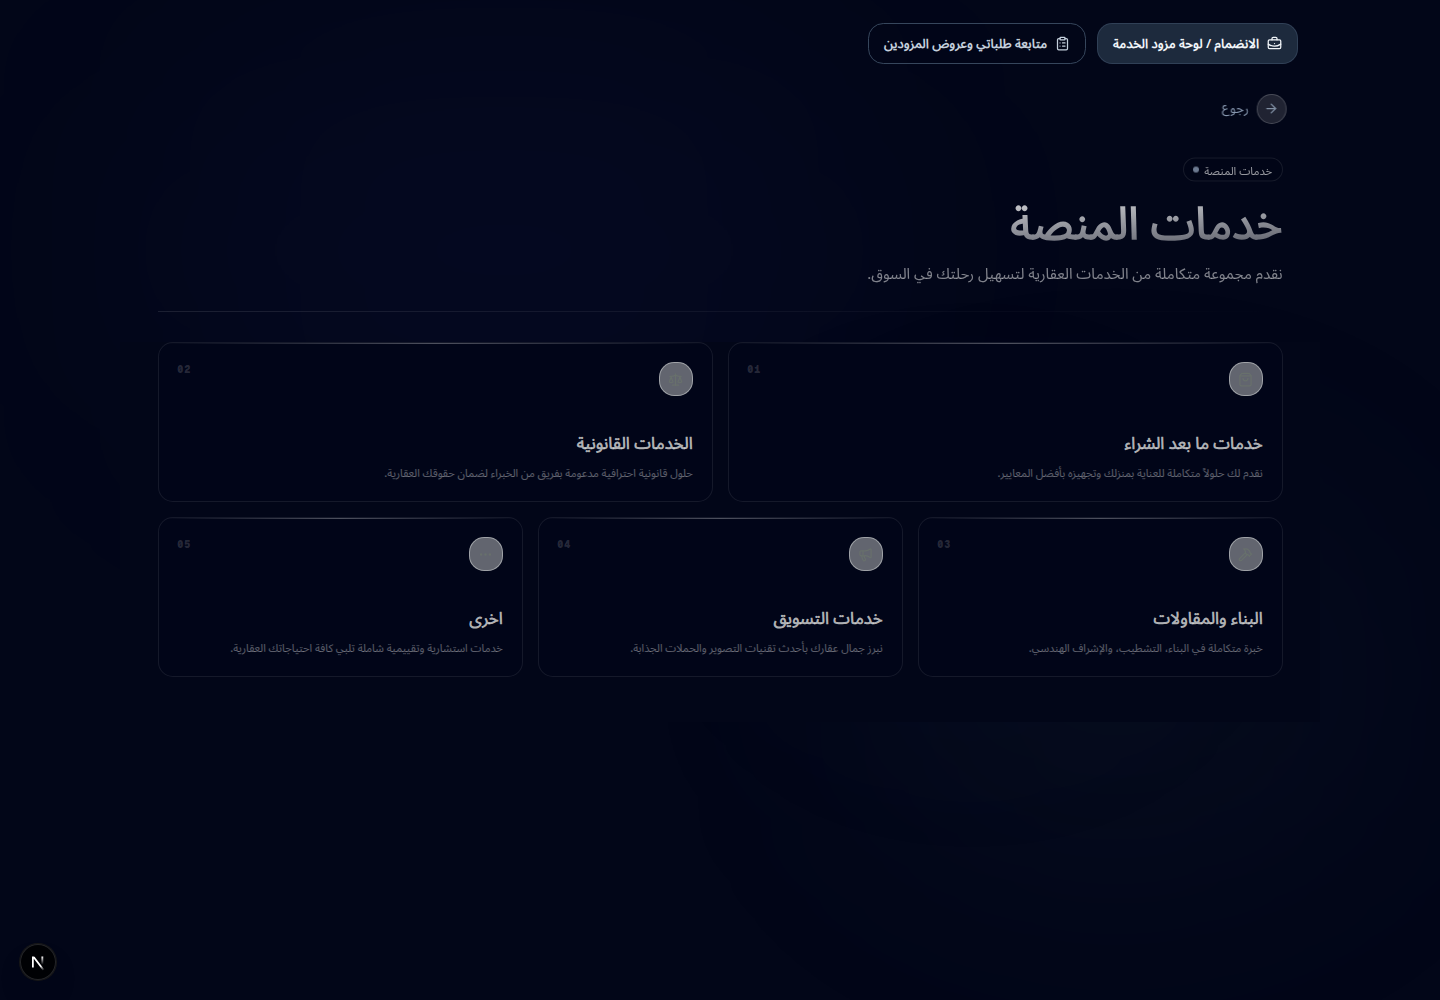 الانضمام / لوحة مزود الخدمة
متابعة طلباتي وعروض المزودين
رجوع
خدمات المنصة
خدمات المنصة
نقدم مجموعة متكاملة من الخدمات العقارية لتسهيل رحلتك في السوق.
01
خدمات ما بعد الشراء
نقدم لك حلولاً متكاملة للعناية بمنزلك وتجهيزه بأفضل المعايير.
02
الخدمات القانونية
حلول قانونية احترافية مدعومة بفريق من الخبراء لضمان حقوقك العقارية.
03
البناء والمقاولات
خبرة متكاملة في البناء، التشطيب، والإشراف الهندسي.
04
خدمات التسويق
نبرز جمال عقارك بأحدث تقنيات التصوير والحملات الجذابة.
05
اخرى
خدمات استشارية وتقييمية شاملة تلبي كافة احتياجاتك العقارية.
N